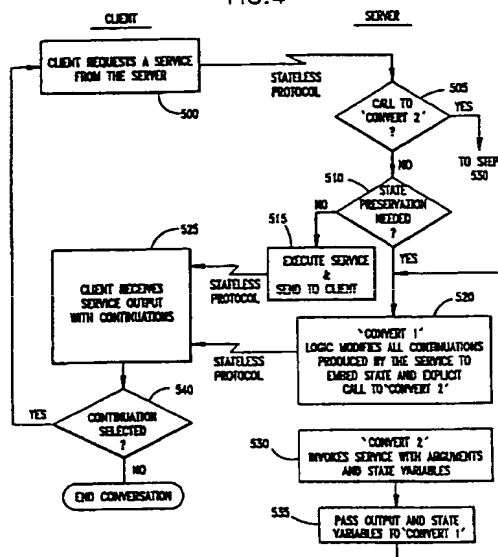 FIG.4
CLIENT
SERVER
CLIENT REQUESTS A SERVICE
FROM THE SERVER
500
STATELESS
PROTOCOL
505
CALL TO
'CONVERT 2'
?
YES
TO STEP
530
NO
510
STATE
PRESERVATION
NEEDED
?
NO
YES
515
EXECUTE SERVICE
&
SEND TO CLIENT
STATELESS
PROTOCOL
525
CLIENT RECEIVES
SERVICE OUTPUT
WITH CONTINUATIONS
520
'CONVERT 1'
LOGIC MODIFIES ALL CONTINUATIONS
PRODUCED BY THE SERVICE TO
EMBED STATE AND EXPLICIT
CALL TO 'CONVERT 2'
STATELESS
PROTOCOL
540
CONTINUATION
SELECTED
?
YES
NO
END CONVERSATION
530
'CONVERT 2'
INVOKES SERVICE WITH ARGUMENTS
AND STATE VARIABLES
535
PASS OUTPUT AND STATE
VARIABLES TO 'CONVERT 1'